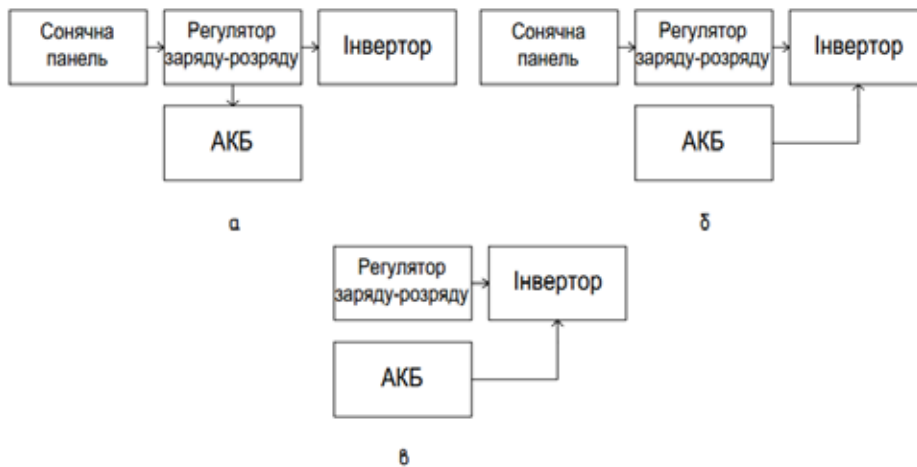 Сонячна
панель
Регулятор
заряду-розряду
Інвертор
АКБ
а
Сонячна
панель
Регулятор
заряду-розряду
Інвертор
АКБ
б
Регулятор
заряду-розряду
Інвертор
АКБ
в